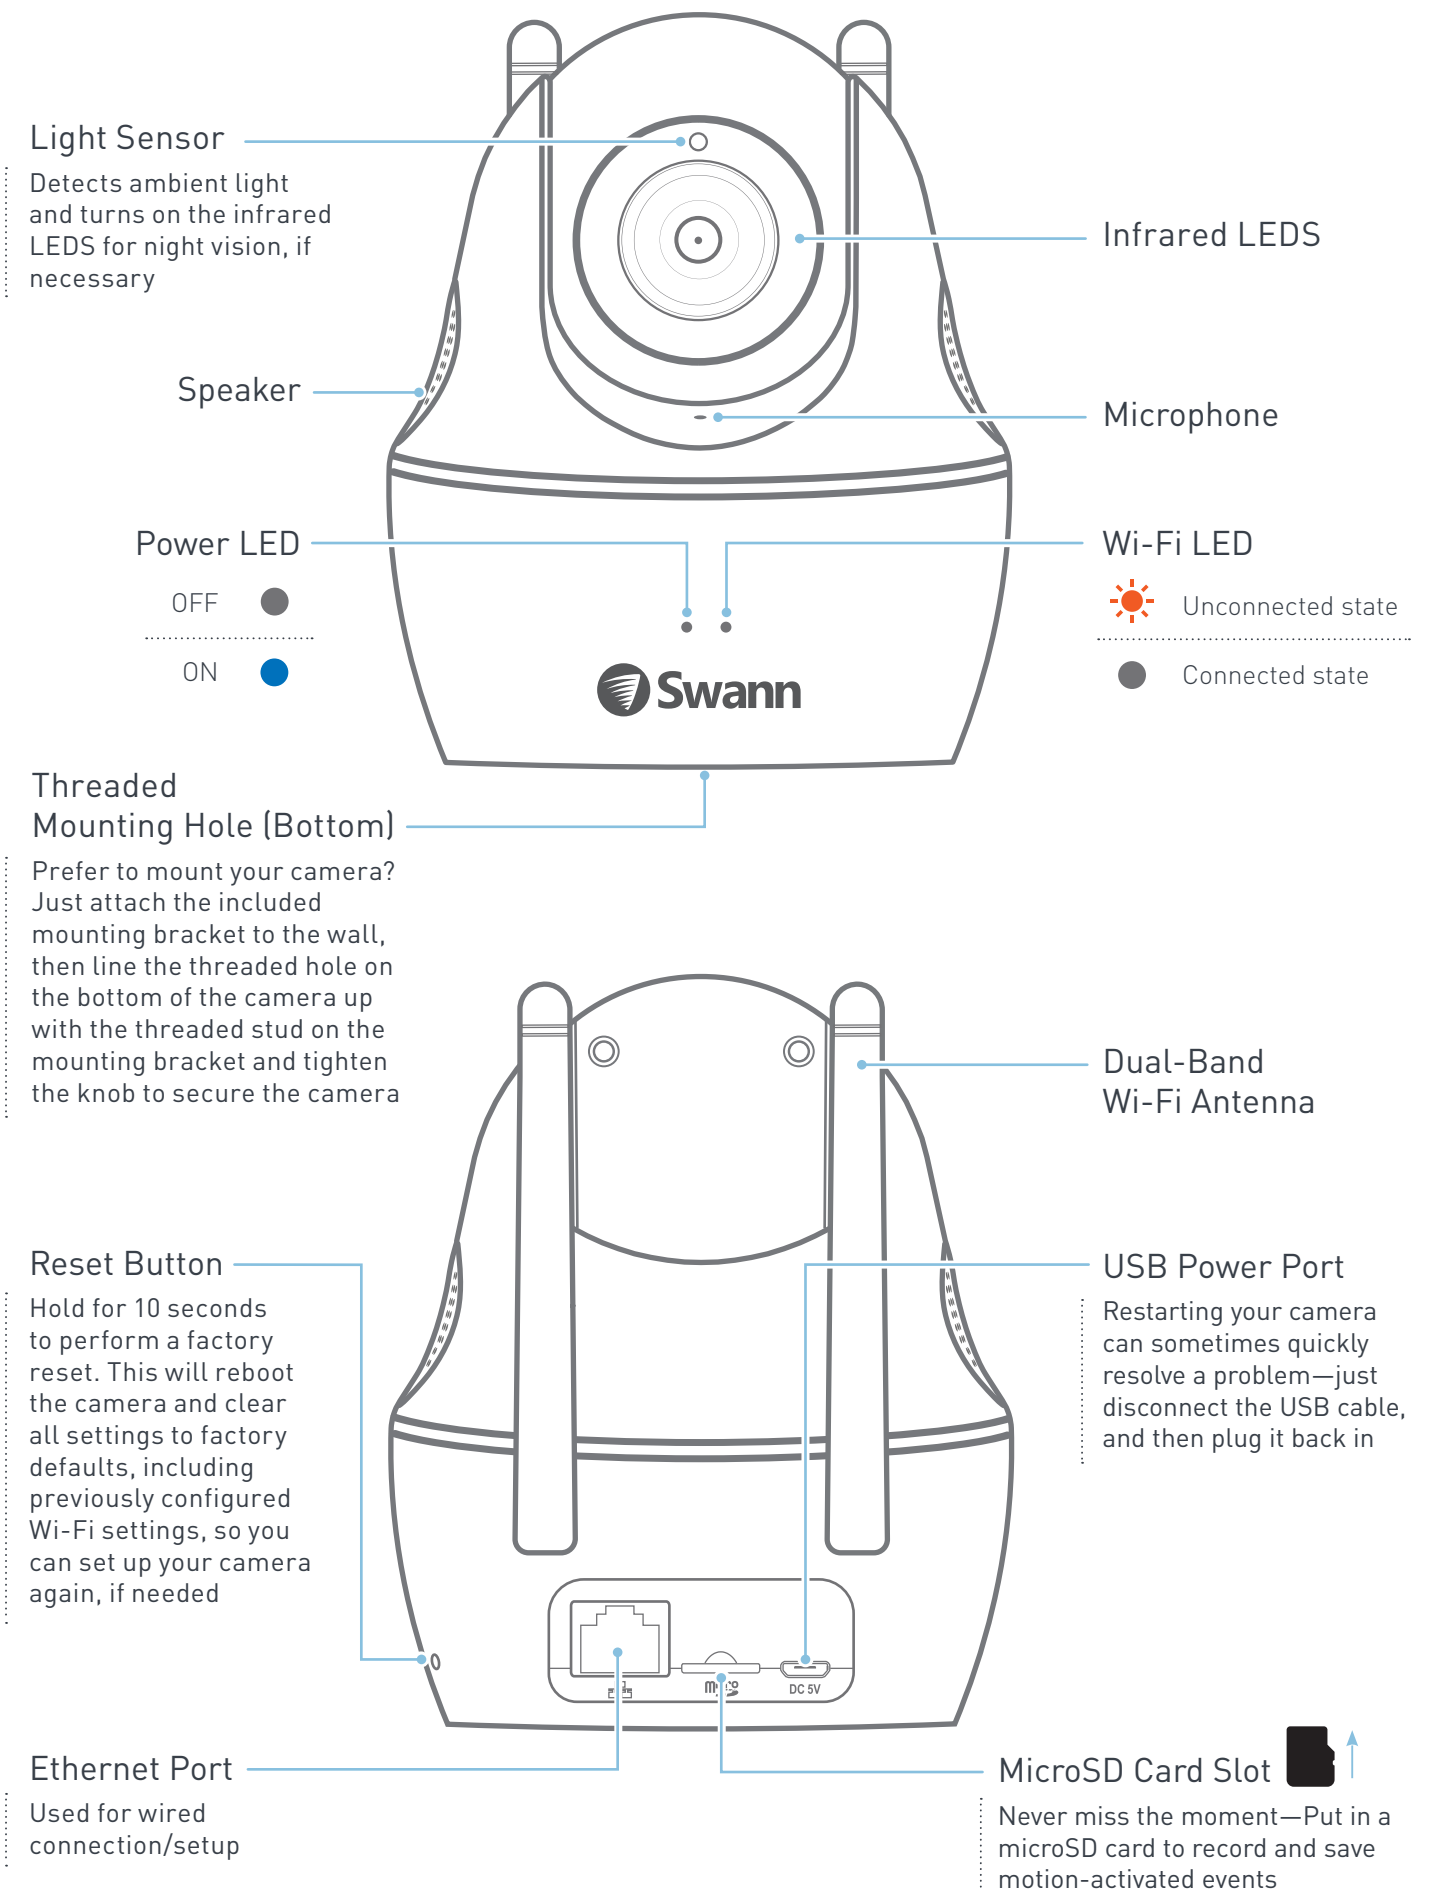 Light Sensor
Detects ambient light
and turns on the infrared
LEDS for night vision, if
necessary
Infrared LEDS
Speaker
Microphone
Power LED
OFF
ON
Wi-Fi LED
Unconnected state
Connected state
Swann
Threaded
Mounting Hole (Bottom)
Prefer to mount your camera?
Just attach the included
mounting bracket to the wall,
then line the threaded hole on
the bottom of the camera up
with the threaded stud on the
mounting bracket and tighten
the knob to secure the camera
Dual-Band
Wi-Fi Antenna
Reset Button
Hold for 10 seconds
to perform a factory
reset. This will reboot
the camera and clear
all settings to factory
defaults, including
previously configured
Wi-Fi settings, so you
can set up your camera
again, if needed
USB Power Port
Restarting your camera
can sometimes quickly
resolve a problem—just
disconnect the USB cable,
and then plug it back in
DC 5V
Ethernet Port
Used for wired
connection/setup
MicroSD Card Slot
Never miss the moment—Put in a
microSD card to record and save
motion-activated events